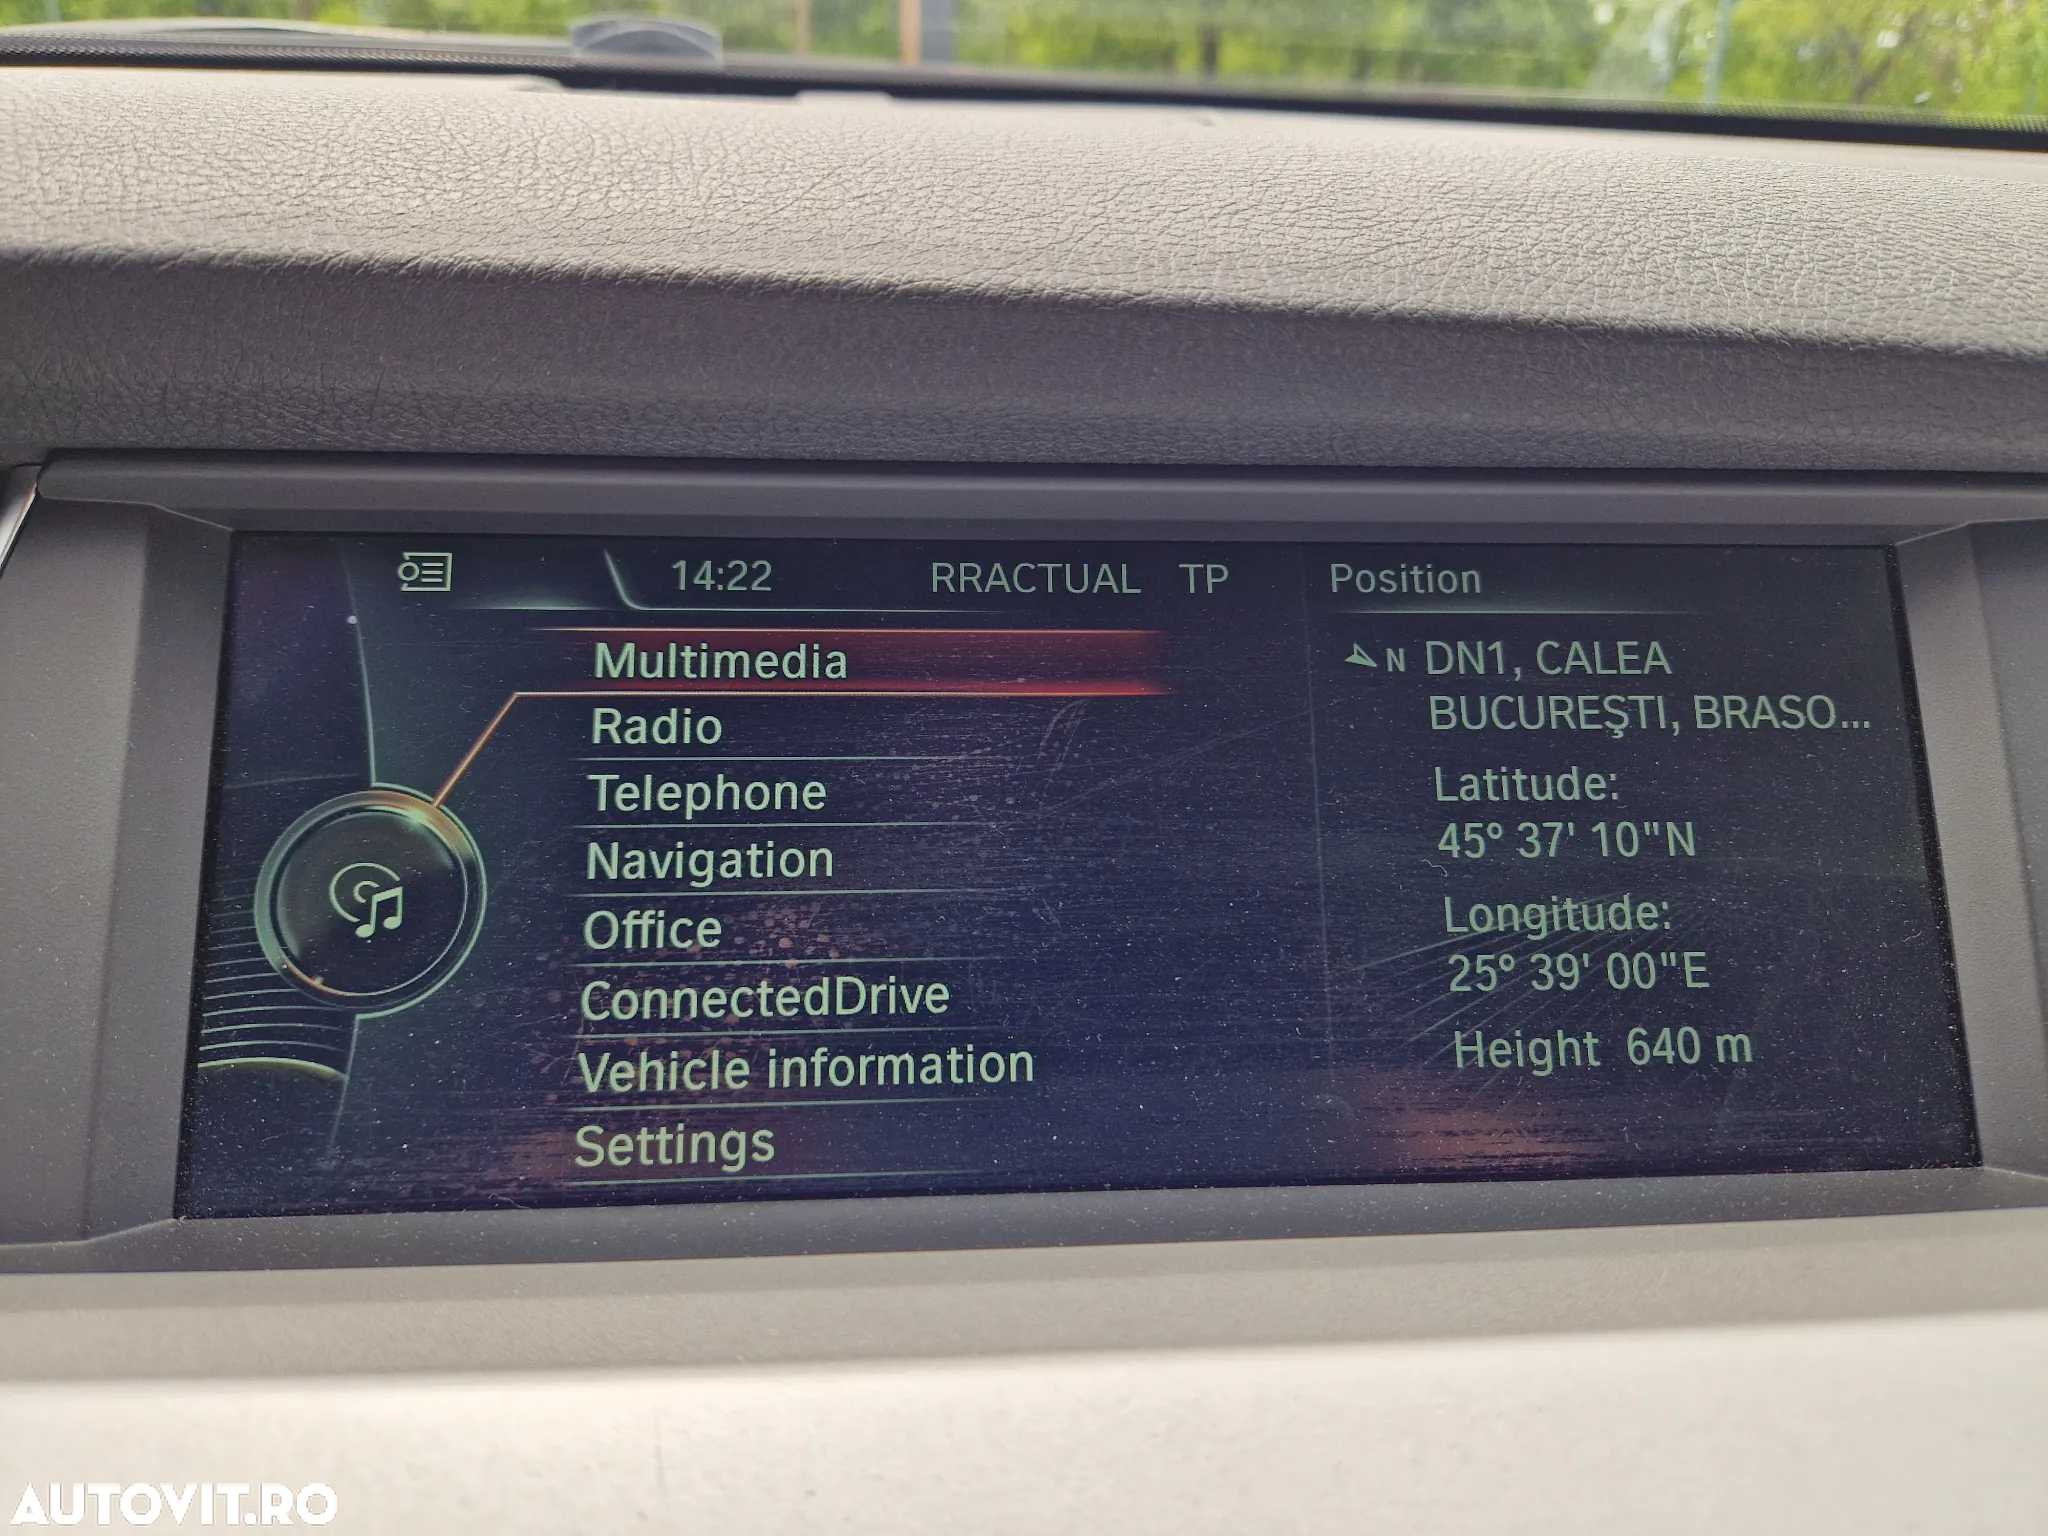 14:22 RRACTUAL TP
Multimedia
Radio
Telephone
Navigation
Office
ConnectedDrive
Vehicle information
Settings
Position
N DN1, CALEA
BUCUREŞTI, BRASO...
Latitude:
45° 37' 10"N
Longitude:
25° 39' 00"E
Height 640 m
AUTOVIT.RO